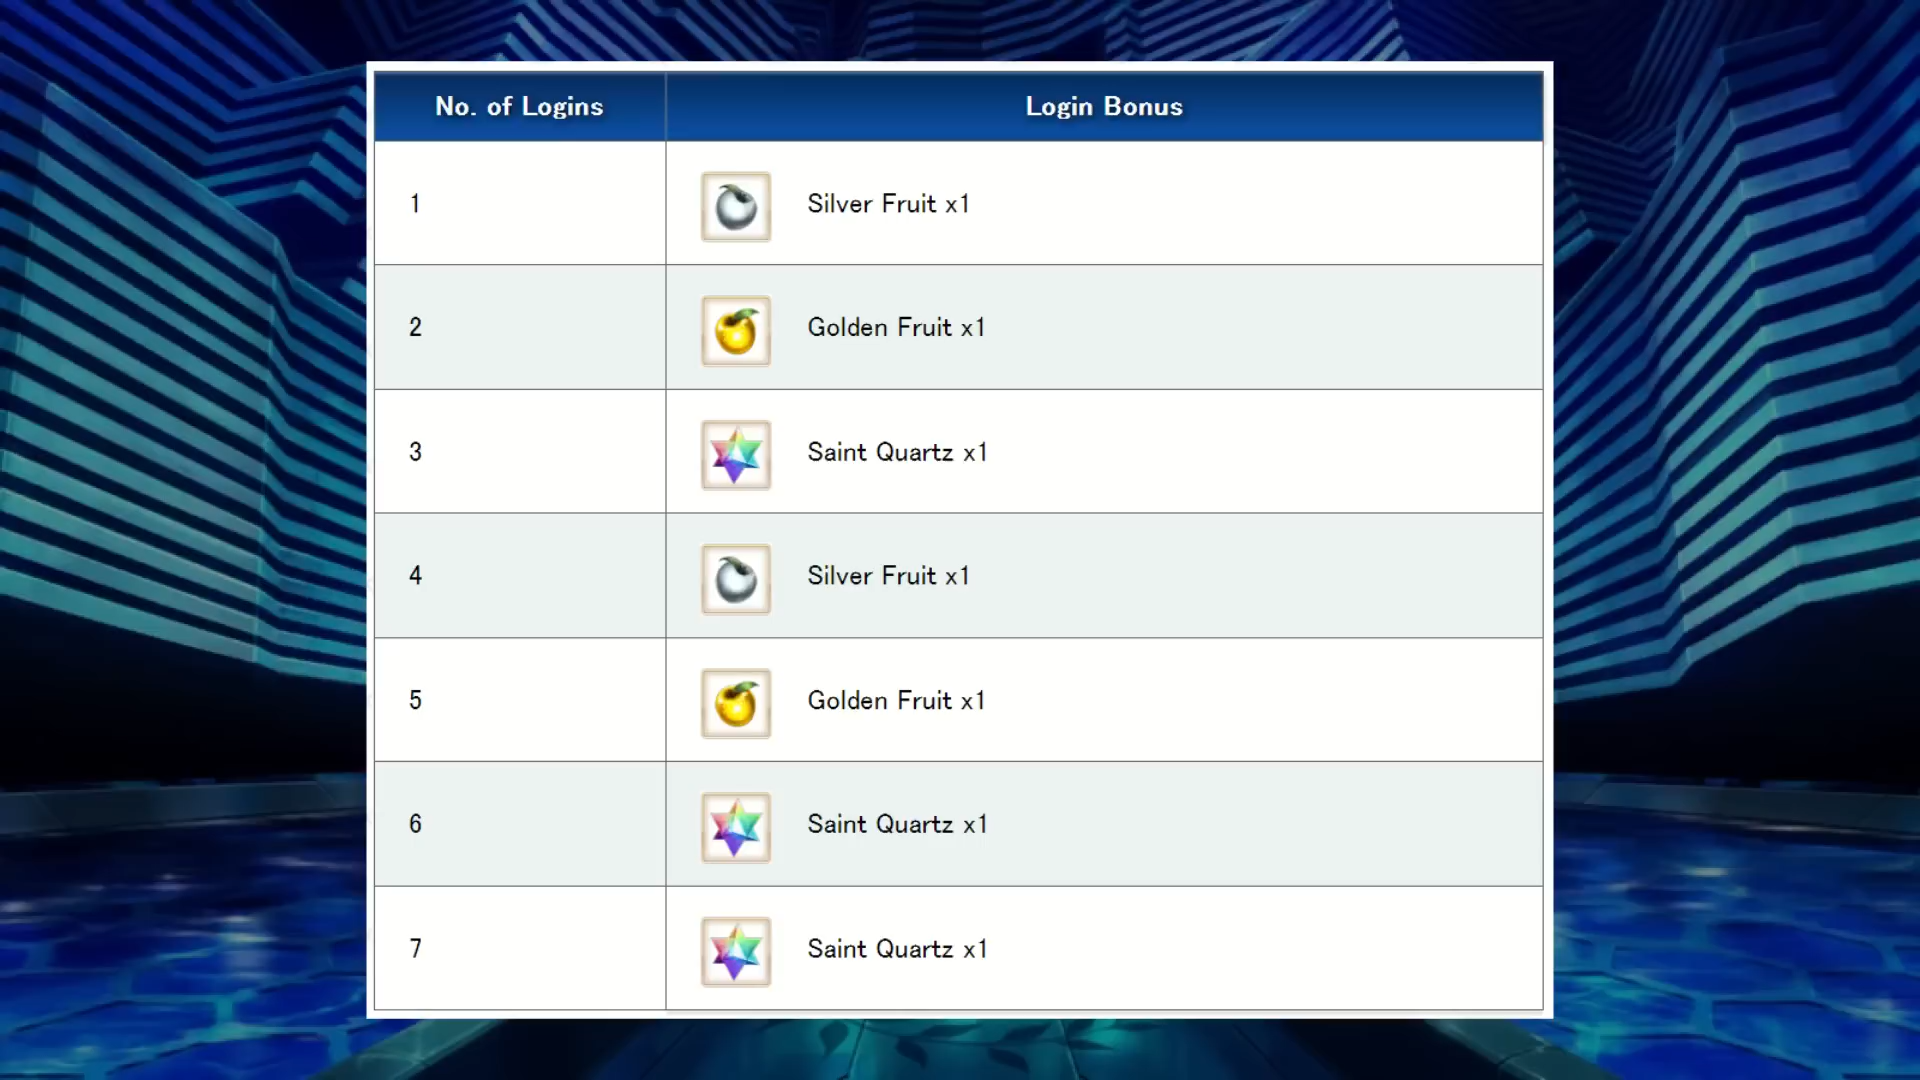 No. of Logins Login Bonus
1 Silver Fruit x1
2 Golden Fruit x1
3 Saint Quartz x1
4 Silver Fruit x1
5 Golden Fruit x1
6 Saint Quartz x1
7 Saint Quartz x1